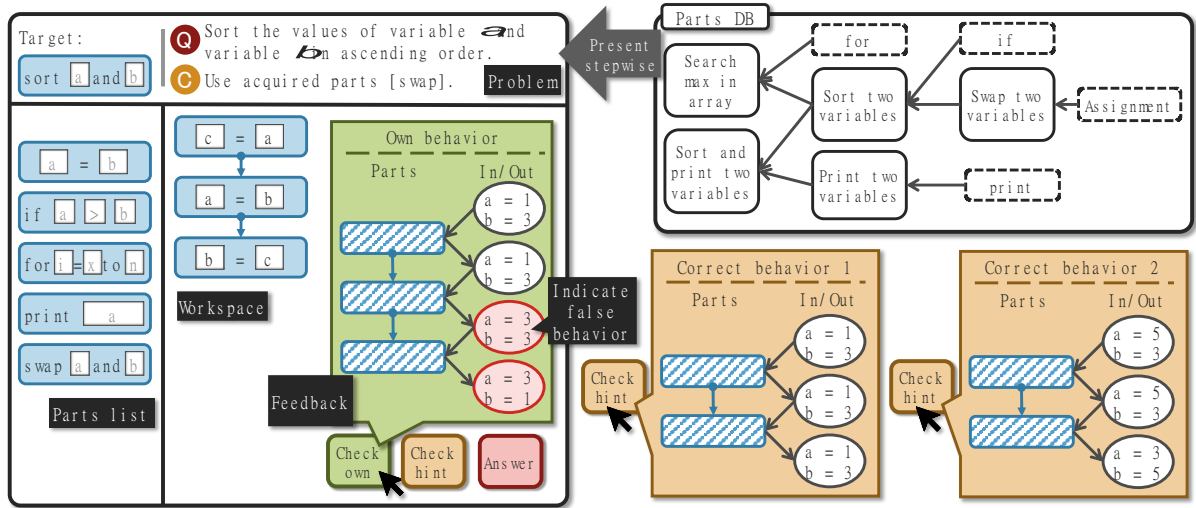 Target:
sort a and b
Q Sort the values of variable a and
variable b in ascending order.
C Use acquired parts [swap].
Problem
a = b
if a > b
for i = x to n
print a
swap a and b
Parts list
c = a
a = b
b = c
Workspace
Own behavior
Parts In/Out
a = 1
b = 3
a = 1
b = 3
a = 3
b = 3
a = 3
b = 1
Indicate
false
behavior
Feedback
Check
own
Check
hint
Answer
Present
stepwise
Parts DB
for
if
Search
max in
array
Sort two
variables
Swap two
variables
Assignment
Sort and
print two
variables
Print two
variables
print
Check
hint
Correct behavior 1
Parts In/Out
a = 1
b = 3
a = 1
b = 3
a = 1
b = 3
Check
hint
Correct behavior 2
Parts In/Out
a = 5
b = 3
a = 5
b = 3
a = 3
b = 5